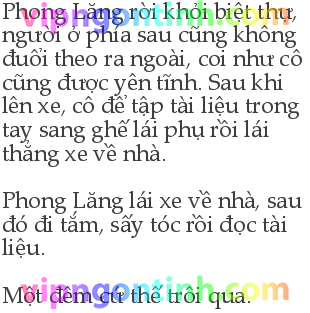 Phong Lăng rời khỏi biệt thự,
người ở phía sau cũng không
đuổi theo ra ngoài, coi như cô
cũng được yên tĩnh. Sau khi
lên xe, cô để tập tài liệu trong
tay sang ghế lái phụ rồi lái
thẳng xe về nhà.
Phong Lăng lái xe về nhà, sau
đó đi tắm, sấy tóc rồi đọc tài
liệu.
Một đêm cứ thế trôi qua.
vipngontinh.com
vipngontinh.com